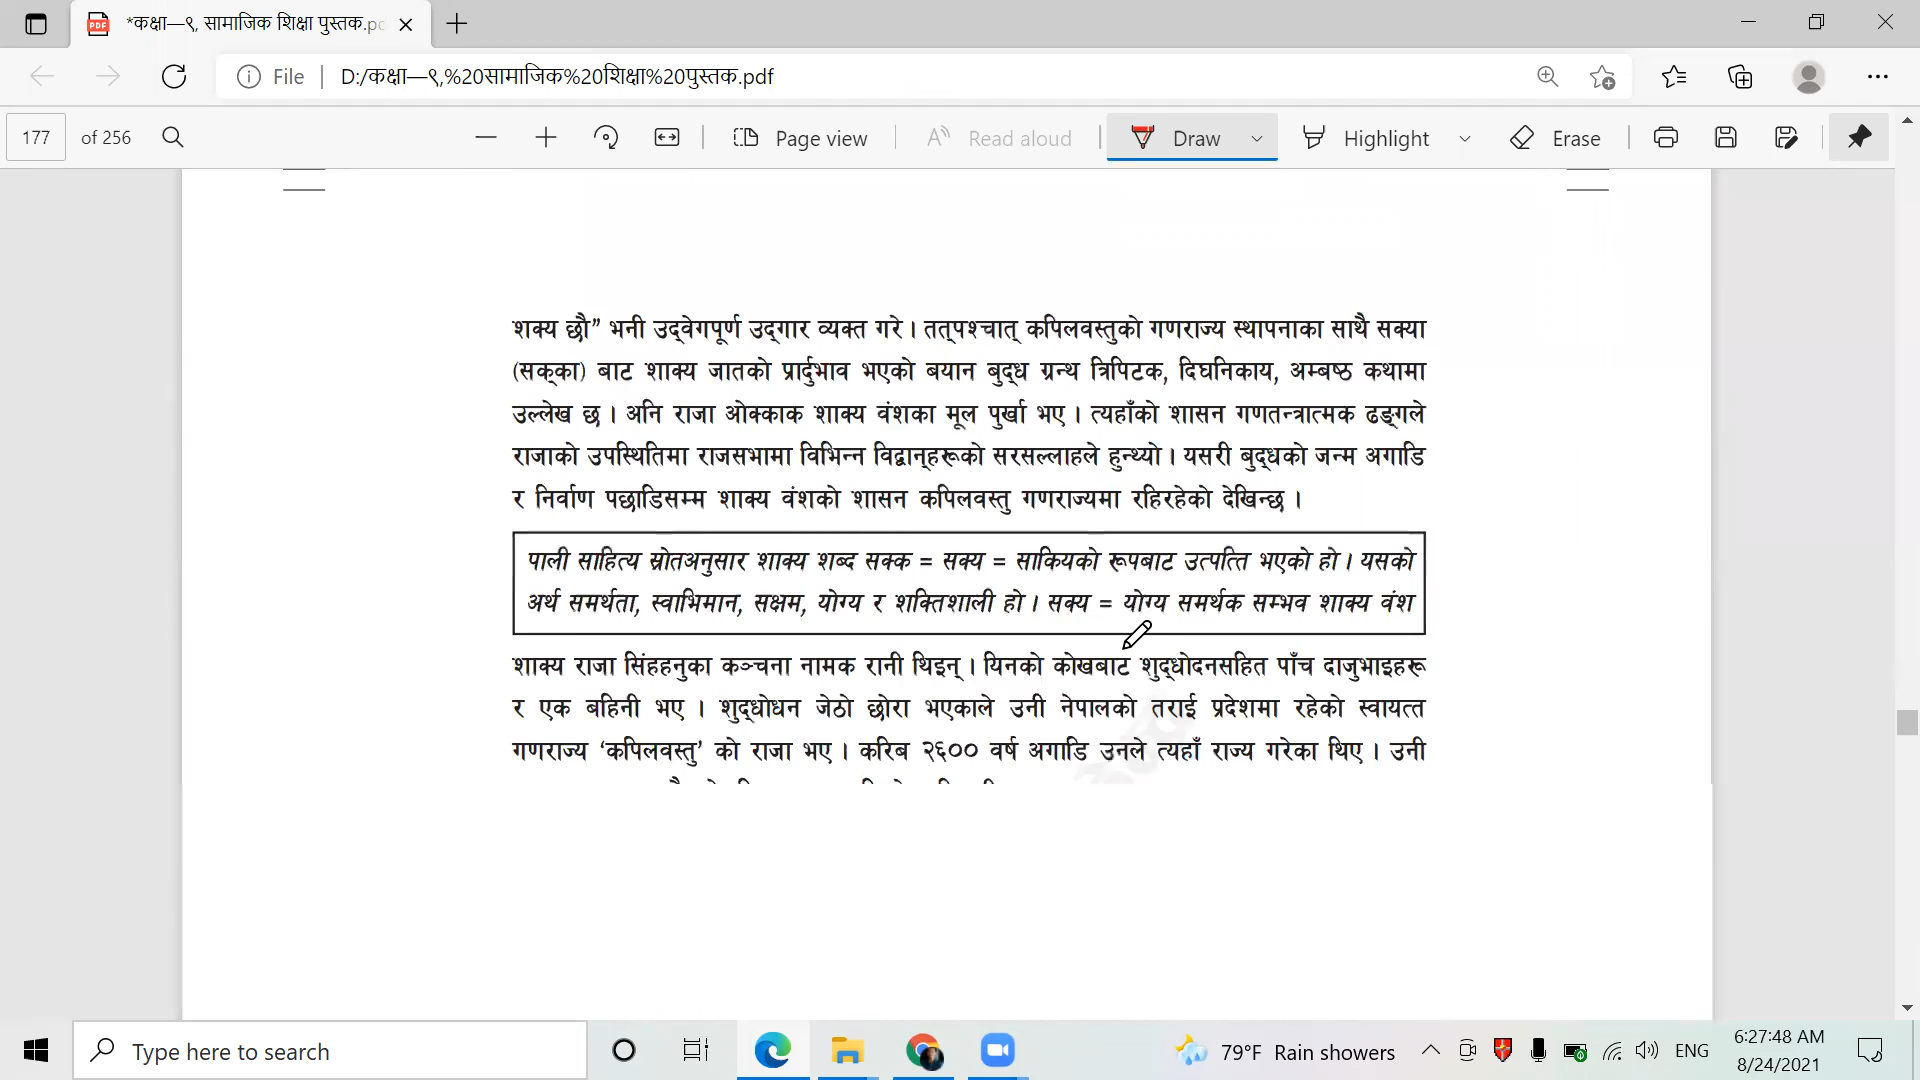 *कक्षा—९, सामाजिक शिक्षा पुस्तक.pd
File | D:/कक्षा—९,%20सामाजिक%20शिक्षा%20पुस्तक.pdf
177 of 256 Page view Read aloud Draw Highlight Erase
शक्य छौ” भनी उद्वेगपूर्ण उद्गार व्यक्त गरे । तत्पश्चात् कपिलवस्तुको गणराज्य स्थापनाका साथै सक्या
(सक्का) बाट शाक्य जातको प्रार्दुभाव भएको बयान बुद्ध ग्रन्थ त्रिपिटक, दिघनिकाय, अम्बष्ठ कथामा
उल्लेख छ । अनि राजा ओक्काक शाक्य वंशका मूल पुर्खा भए । त्यहाँको शासन गणतन्त्रात्मक ढङ्गले
राजाको उपस्थितिमा राजसभामा विभिन्न विद्वान्हरूको सरसल्लाहले हुन्थ्यो । यसरी बुद्धको जन्म अगाडि
र निर्वाण पछाडिसम्म शाक्य वंशको शासन कपिलवस्तु गणराज्यमा रहिरहेको देखिन्छ ।
पाली साहित्य स्रोतअनुसार शाक्य शब्द सक्क = सक्य = साकियको रूपबाट उत्पत्ति भएको हो । यसको
अर्थ समर्थता, स्वाभिमान, सक्षम, योग्य र शक्तिशाली हो । सक्य = योग्य समर्थक सम्भव शाक्य वंश
शाक्य राजा सिंहहनुका कञ्चना नामक रानी थिइन् । यिनको कोखबाट शुद्धोदनसहित पाँच दाजुभाइहरू
र एक बहिनी भए । शुद्धोधन जेठो छोरा भएकाले उनी नेपालको तराई प्रदेशमा रहेको स्वायत्त
गणराज्य ‘कपिलवस्तु’ को राजा भए । करिब २६०० वर्ष अगाडि उनले त्यहाँ राज्य गरेका थिए । उनी
Type here to search 79°F Rain showers ENG 6:27:48 AM
8/24/2021